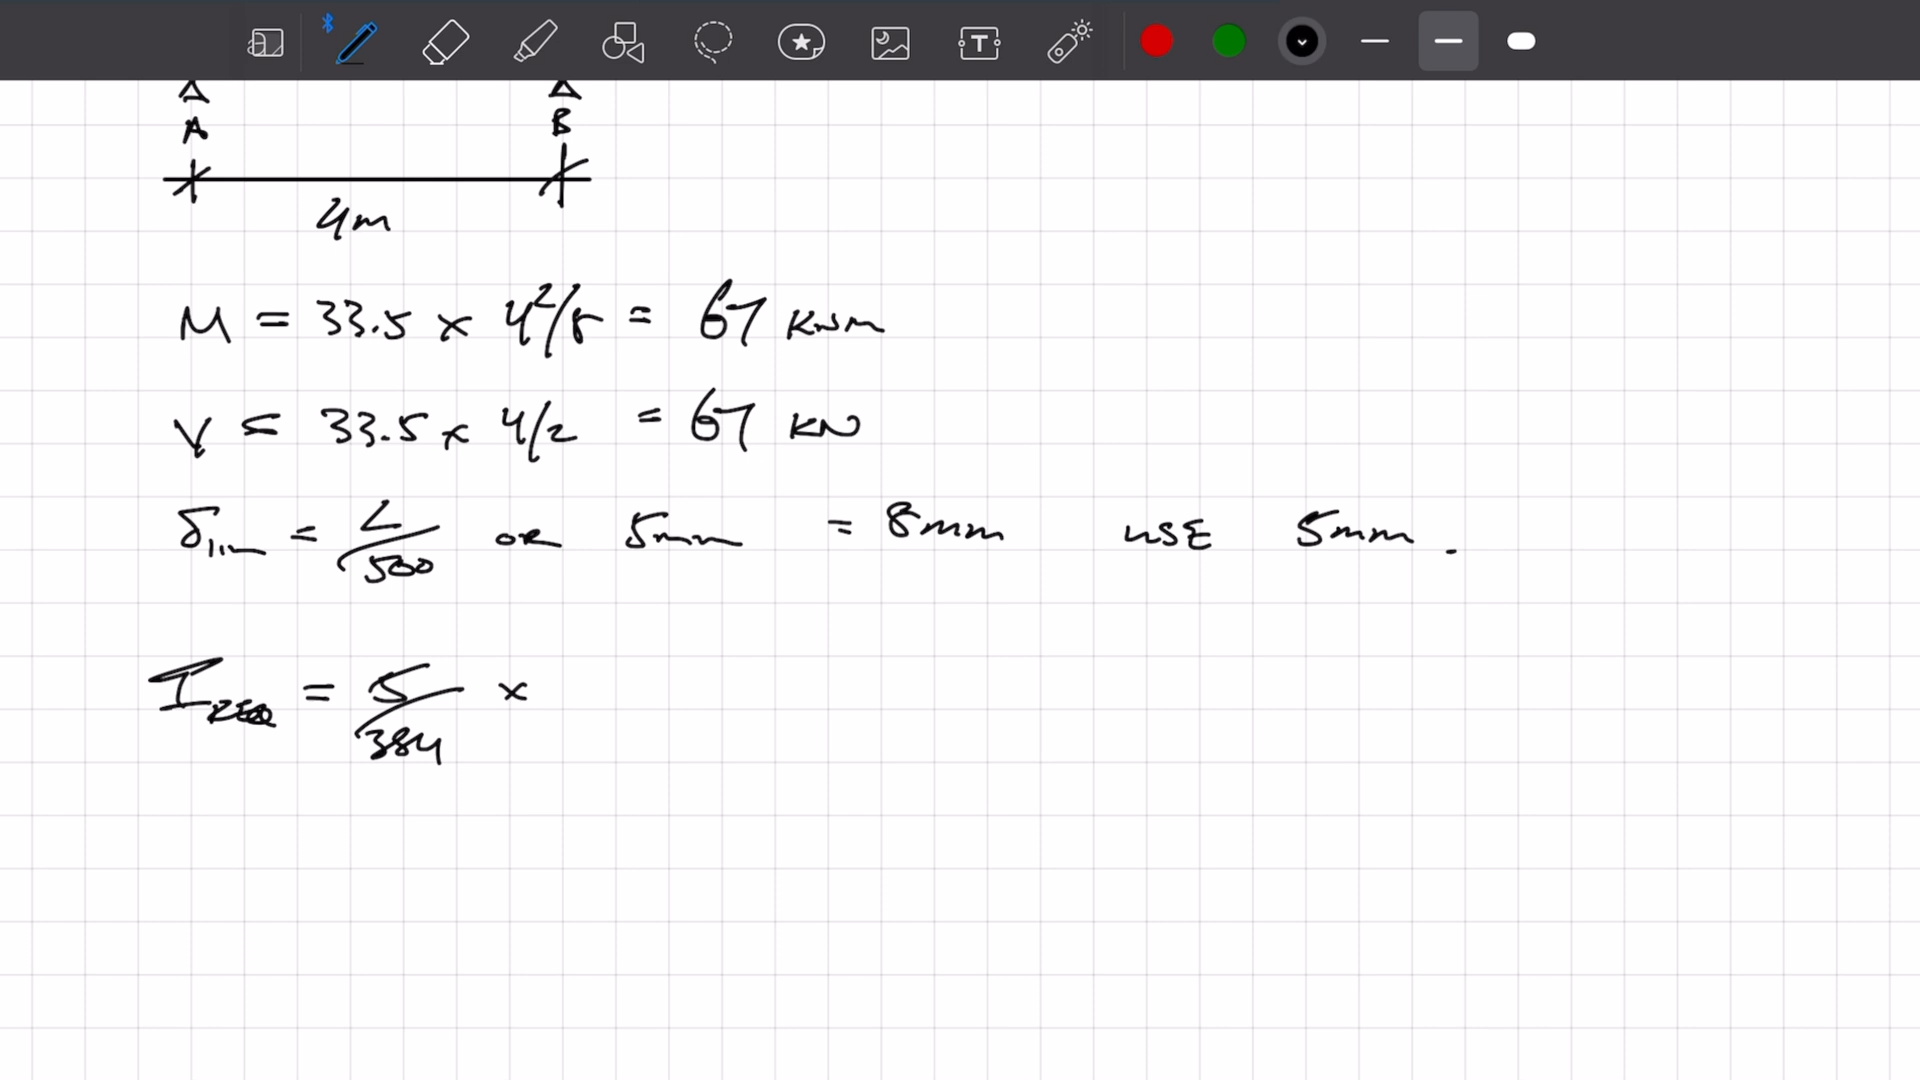 A B
4m
M = 33.5 x 4²/8 = 67 KNm
V = 33.5 x 4/2 = 67 KN
δlim = L/500 or 5mm = 8mm USE 5mm.
IREQ = 5/384 x